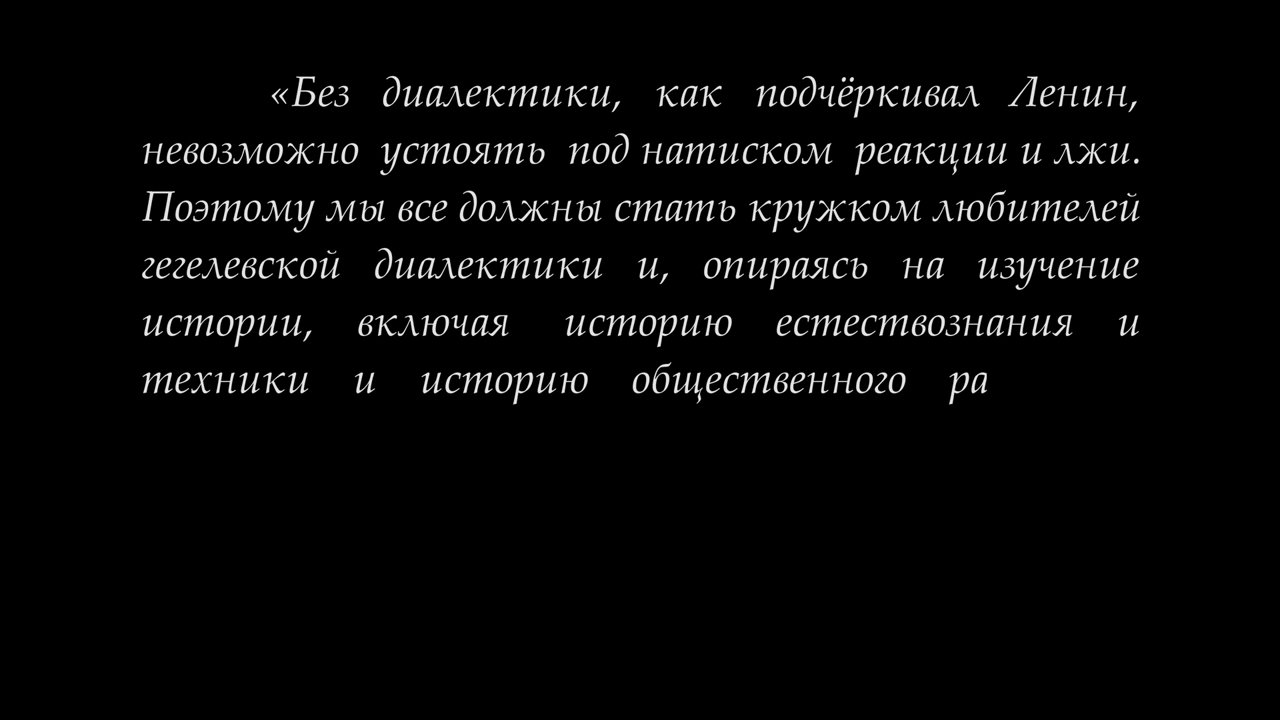 «Без диалектики, как подчёркивал Ленин,
невозможно устоять под натиском реакции и лжи.
Поэтому мы все должны стать кружком любителей
гегелевской диалектики и, опираясь на изучение
истории, включая историю естествознания и
техники и историю общественного ра